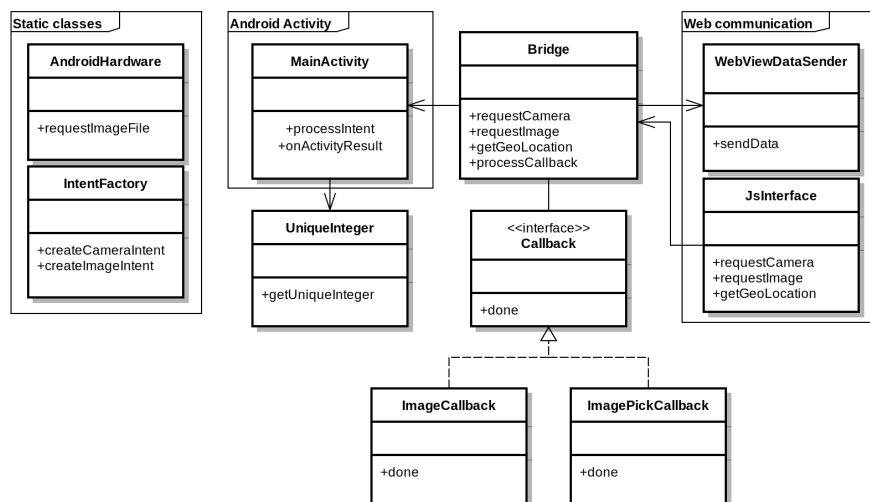 Static classes
AndroidHardware
+requestImageFile
IntentFactory
+createCameraIntent
+createImageIntent
Android Activity
MainActivity
+processIntent
+onActivityResult
UniqueInteger
+getUniqueInteger
Bridge
+requestCamera
+requestImage
+getGeoLocation
+processCallback
<<interface>>
Callback
+done
ImageCallback
+done
ImagePickCallback
+done
Web communication
WebViewDataSender
+sendData
JsInterface
+requestCamera
+requestImage
+getGeoLocation